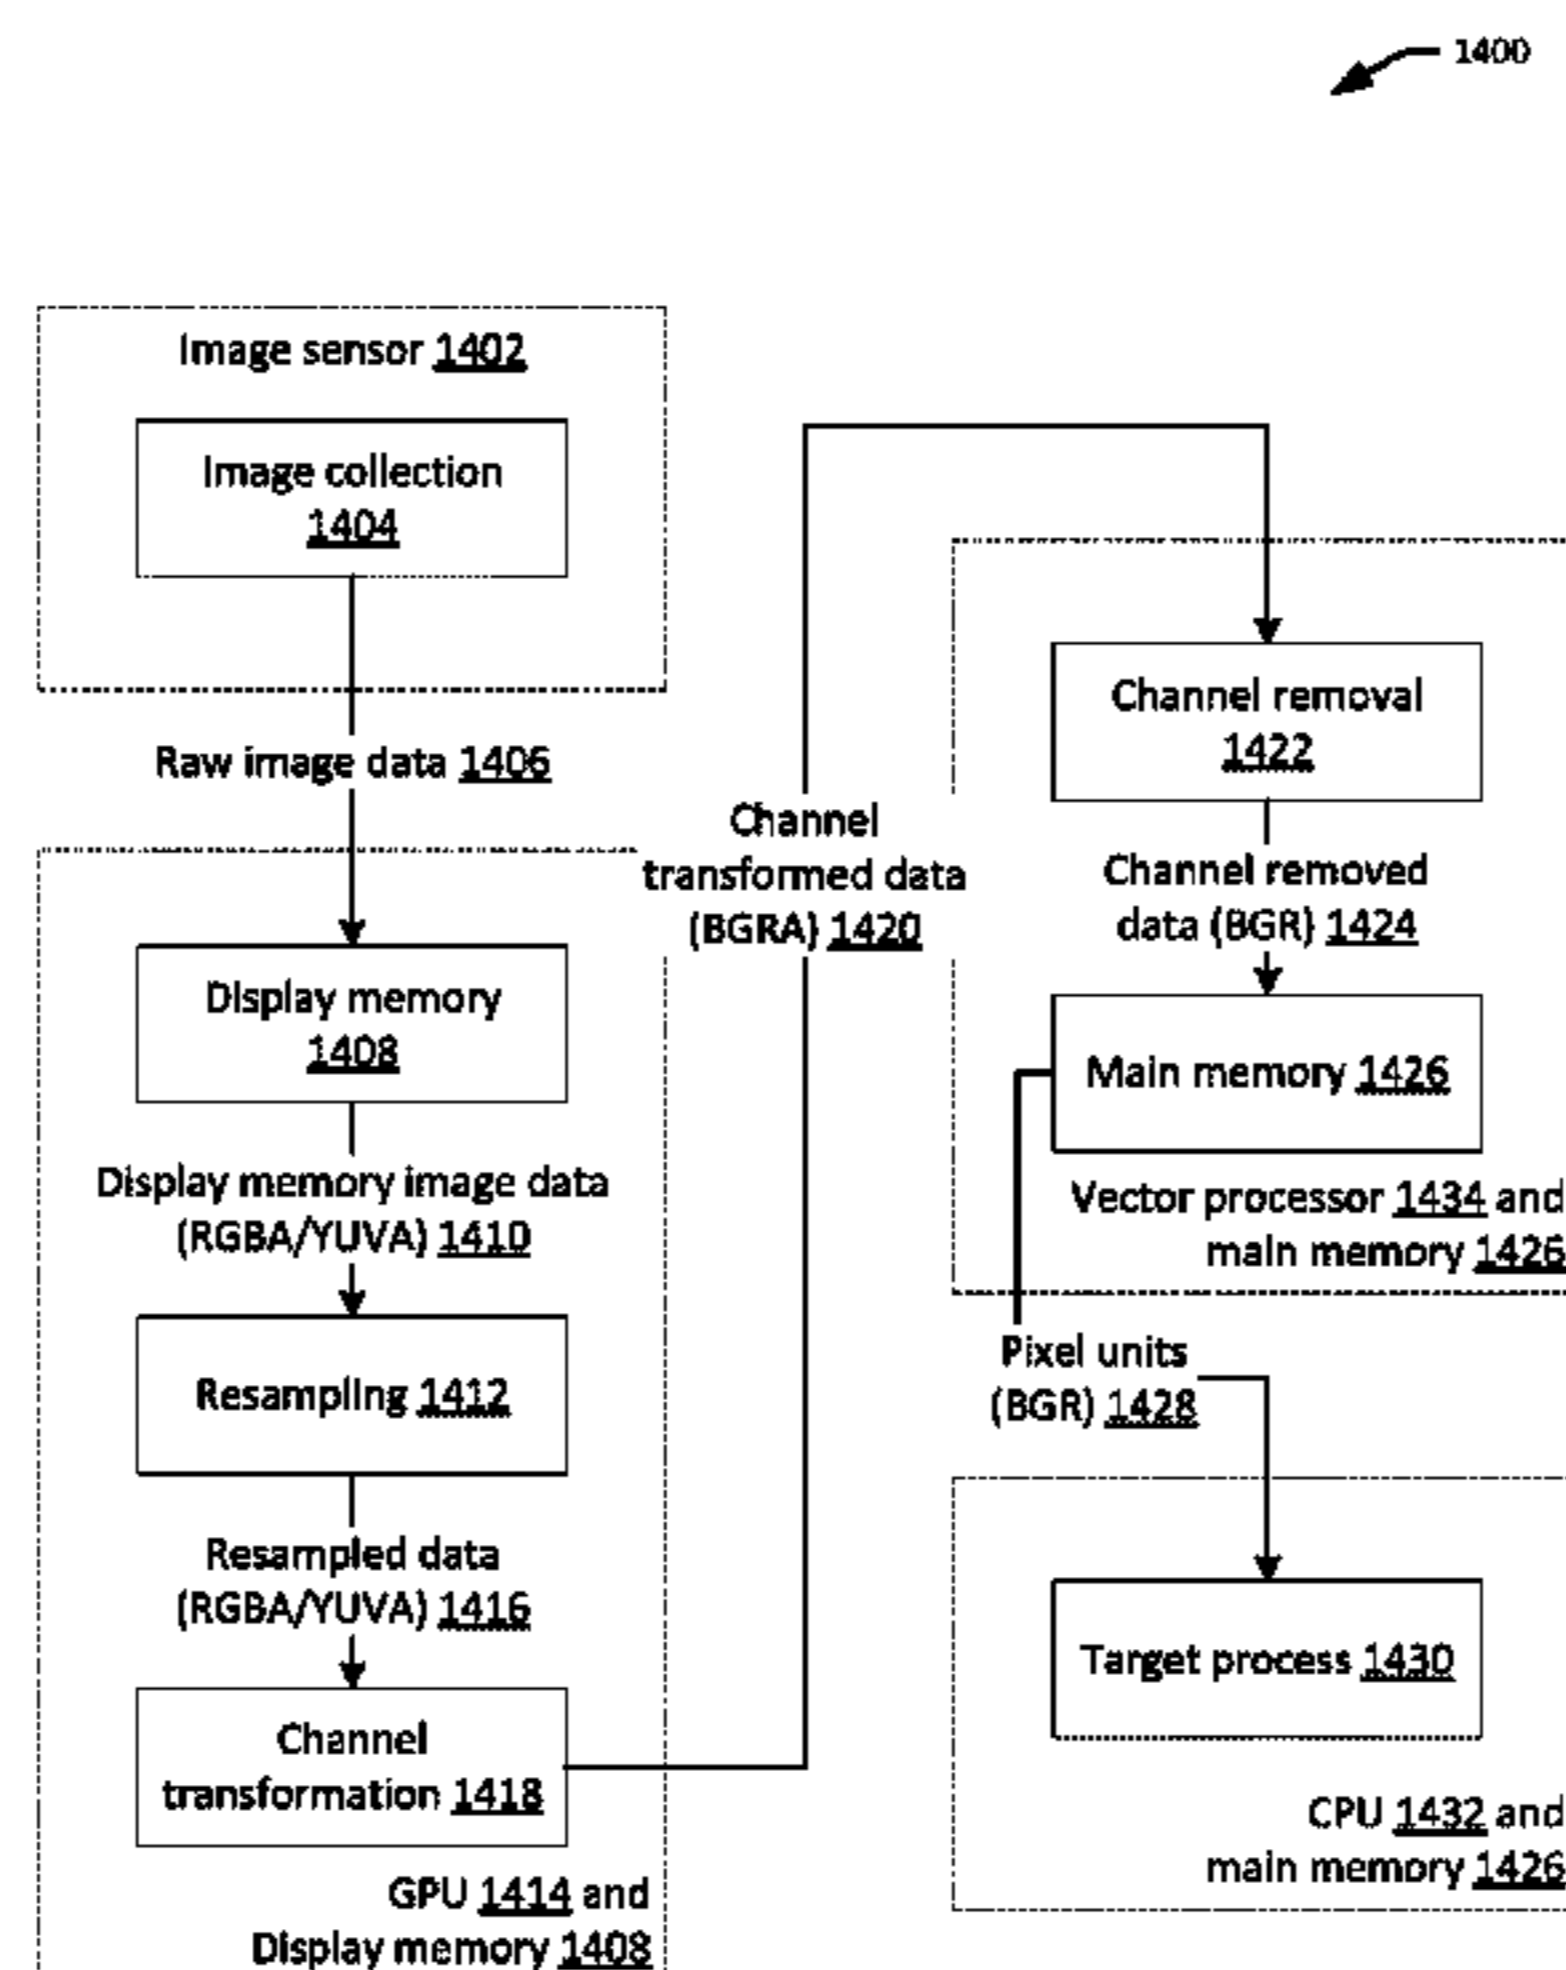 1400
Image sensor 1402
Image collection
1404
Raw image data 1406
Display memory
1408
Display memory image data
(RGBA/YUVA) 1410
Resampling 1412
Resampled data
(RGBA/YUVA) 1416
Channel
transformation 1418
GPU 1414 and
Display memory 1408
Channel
transformed data
(BGRA) 1420
Channel removal
1422
Channel removed
data (BGR) 1424
Main memory 1426
Vector processor 1434 and
main memory 1426
Pixel units
(BGR) 1428
Target process 1430
CPU 1432 and
main memory 1426